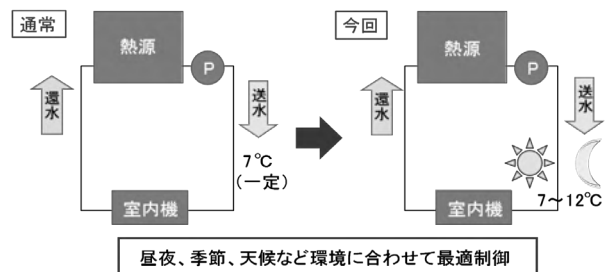 通常
熱源
P
還水
送水
7℃
(一定)
室内機
今回
熱源
P
還水
送水
7～12℃
室内機
昼夜、季節、天候など環境に合わせて最適制御